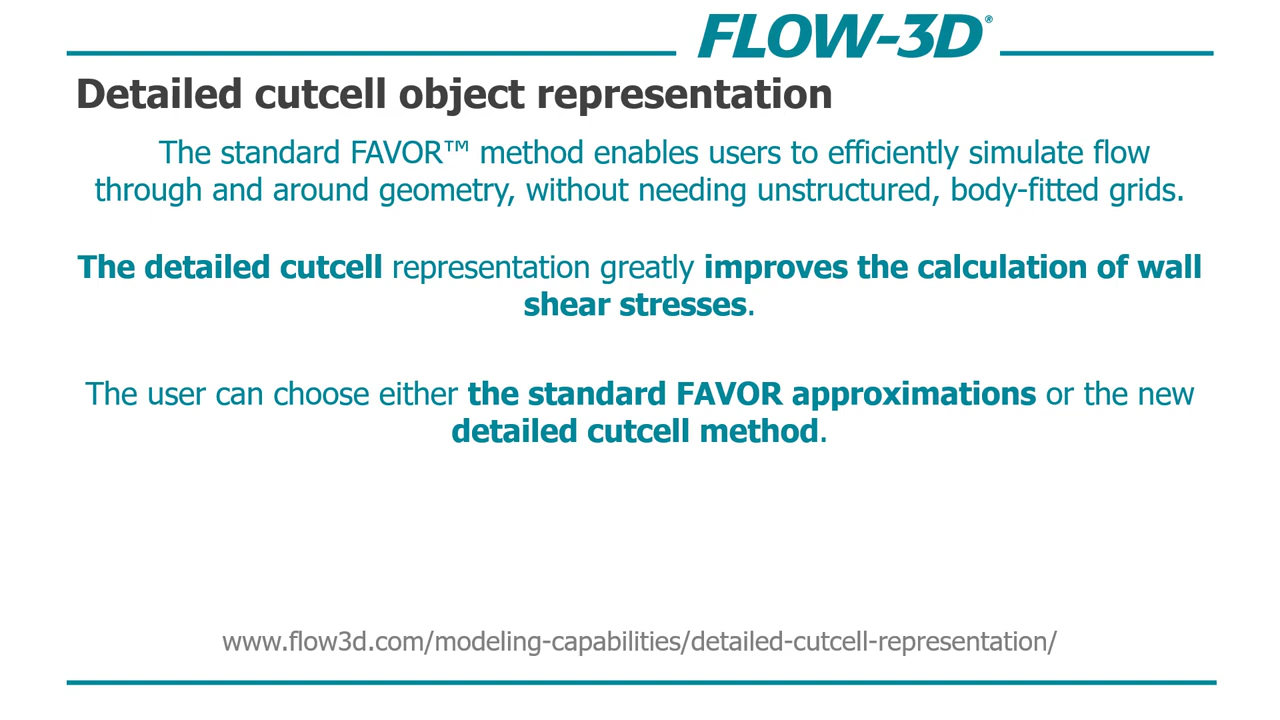 FLOW-3D®
Detailed cutcell object representation
The standard FAVOR™ method enables users to efficiently simulate flow
through and around geometry, without needing unstructured, body-fitted grids.
The detailed cutcell representation greatly improves the calculation of wall
shear stresses.
The user can choose either the standard FAVOR approximations or the new
detailed cutcell method.
www.flow3d.com/modeling-capabilities/detailed-cutcell-representation/